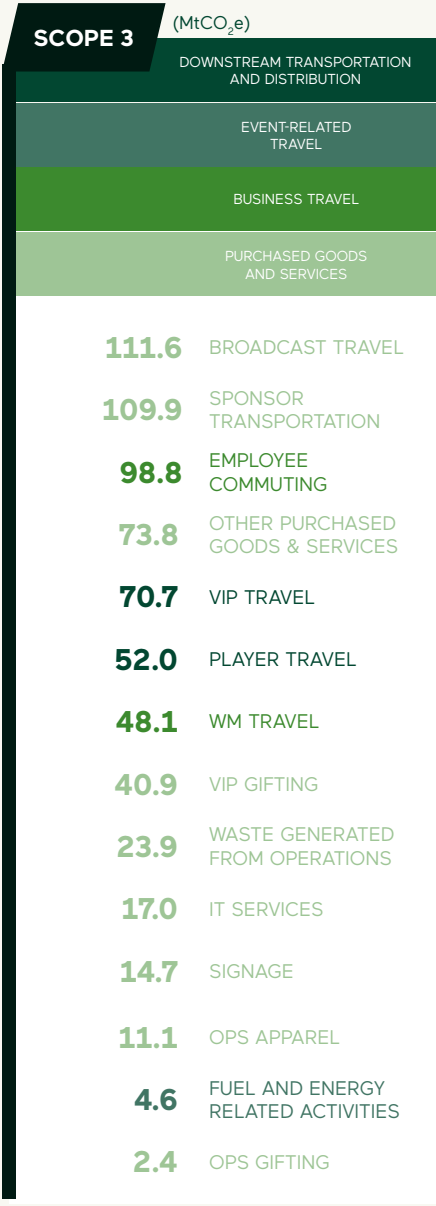 SCOPE 3
(MtCO₂e)
DOWNSTREAM TRANSPORTATION
AND DISTRIBUTION
EVENT-RELATED
TRAVEL
BUSINESS TRAVEL
PURCHASED GOODS
AND SERVICES
111.6 BROADCAST TRAVEL
109.9 SPONSOR
TRANSPORTATION
98.8 EMPLOYEE
COMMUTING
73.8 OTHER PURCHASED
GOODS & SERVICES
70.7 VIP TRAVEL
52.0 PLAYER TRAVEL
48.1 WM TRAVEL
40.9 VIP GIFTING
23.9 WASTE GENERATED
FROM OPERATIONS
17.0 IT SERVICES
14.7 SIGNAGE
11.1 OPS APPAREL
4.6 FUEL AND ENERGY
RELATED ACTIVITIES
2.4 OPS GIFTING